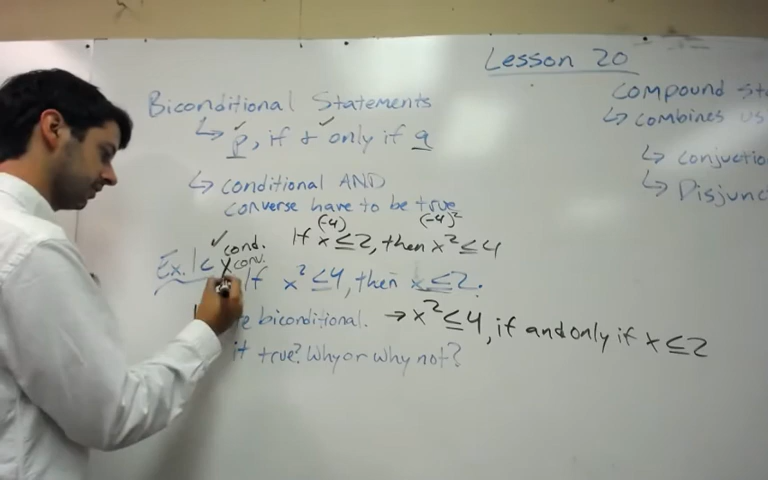 Lesson 20
Biconditional Statements
p, if & only if q
conditional AND
converse have to be true
(-4) (-4)²
✓ cond. If x ≤ 2, then x² ≤ 4
Ex. 1c x conv.
If x² ≤ 4, then x ≤ 2.
biconditional. → x² ≤ 4, if and only if x ≤ 2
it true? Why or why not?
compound
combines
conjuctio
Disjunc